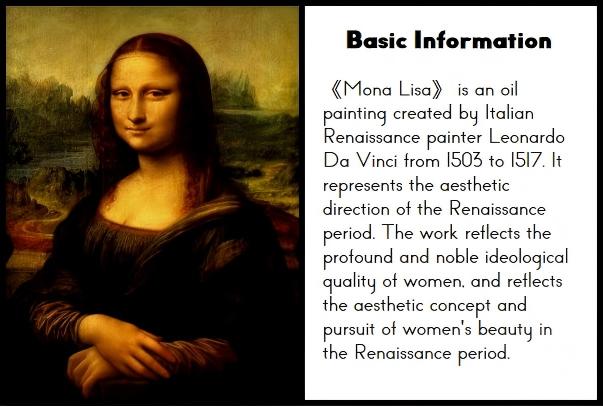 Basic Information
《Mona Lisa》 is an oil
painting created by Italian
Renaissance painter Leonardo
Da Vinci from 1503 to 1517. It
represents the aesthetic
direction of the Renaissance
period. The work reflects the
profound and noble ideological
quality of women, and reflects
the aesthetic concept and
pursuit of women's beauty in
the Renaissance period.